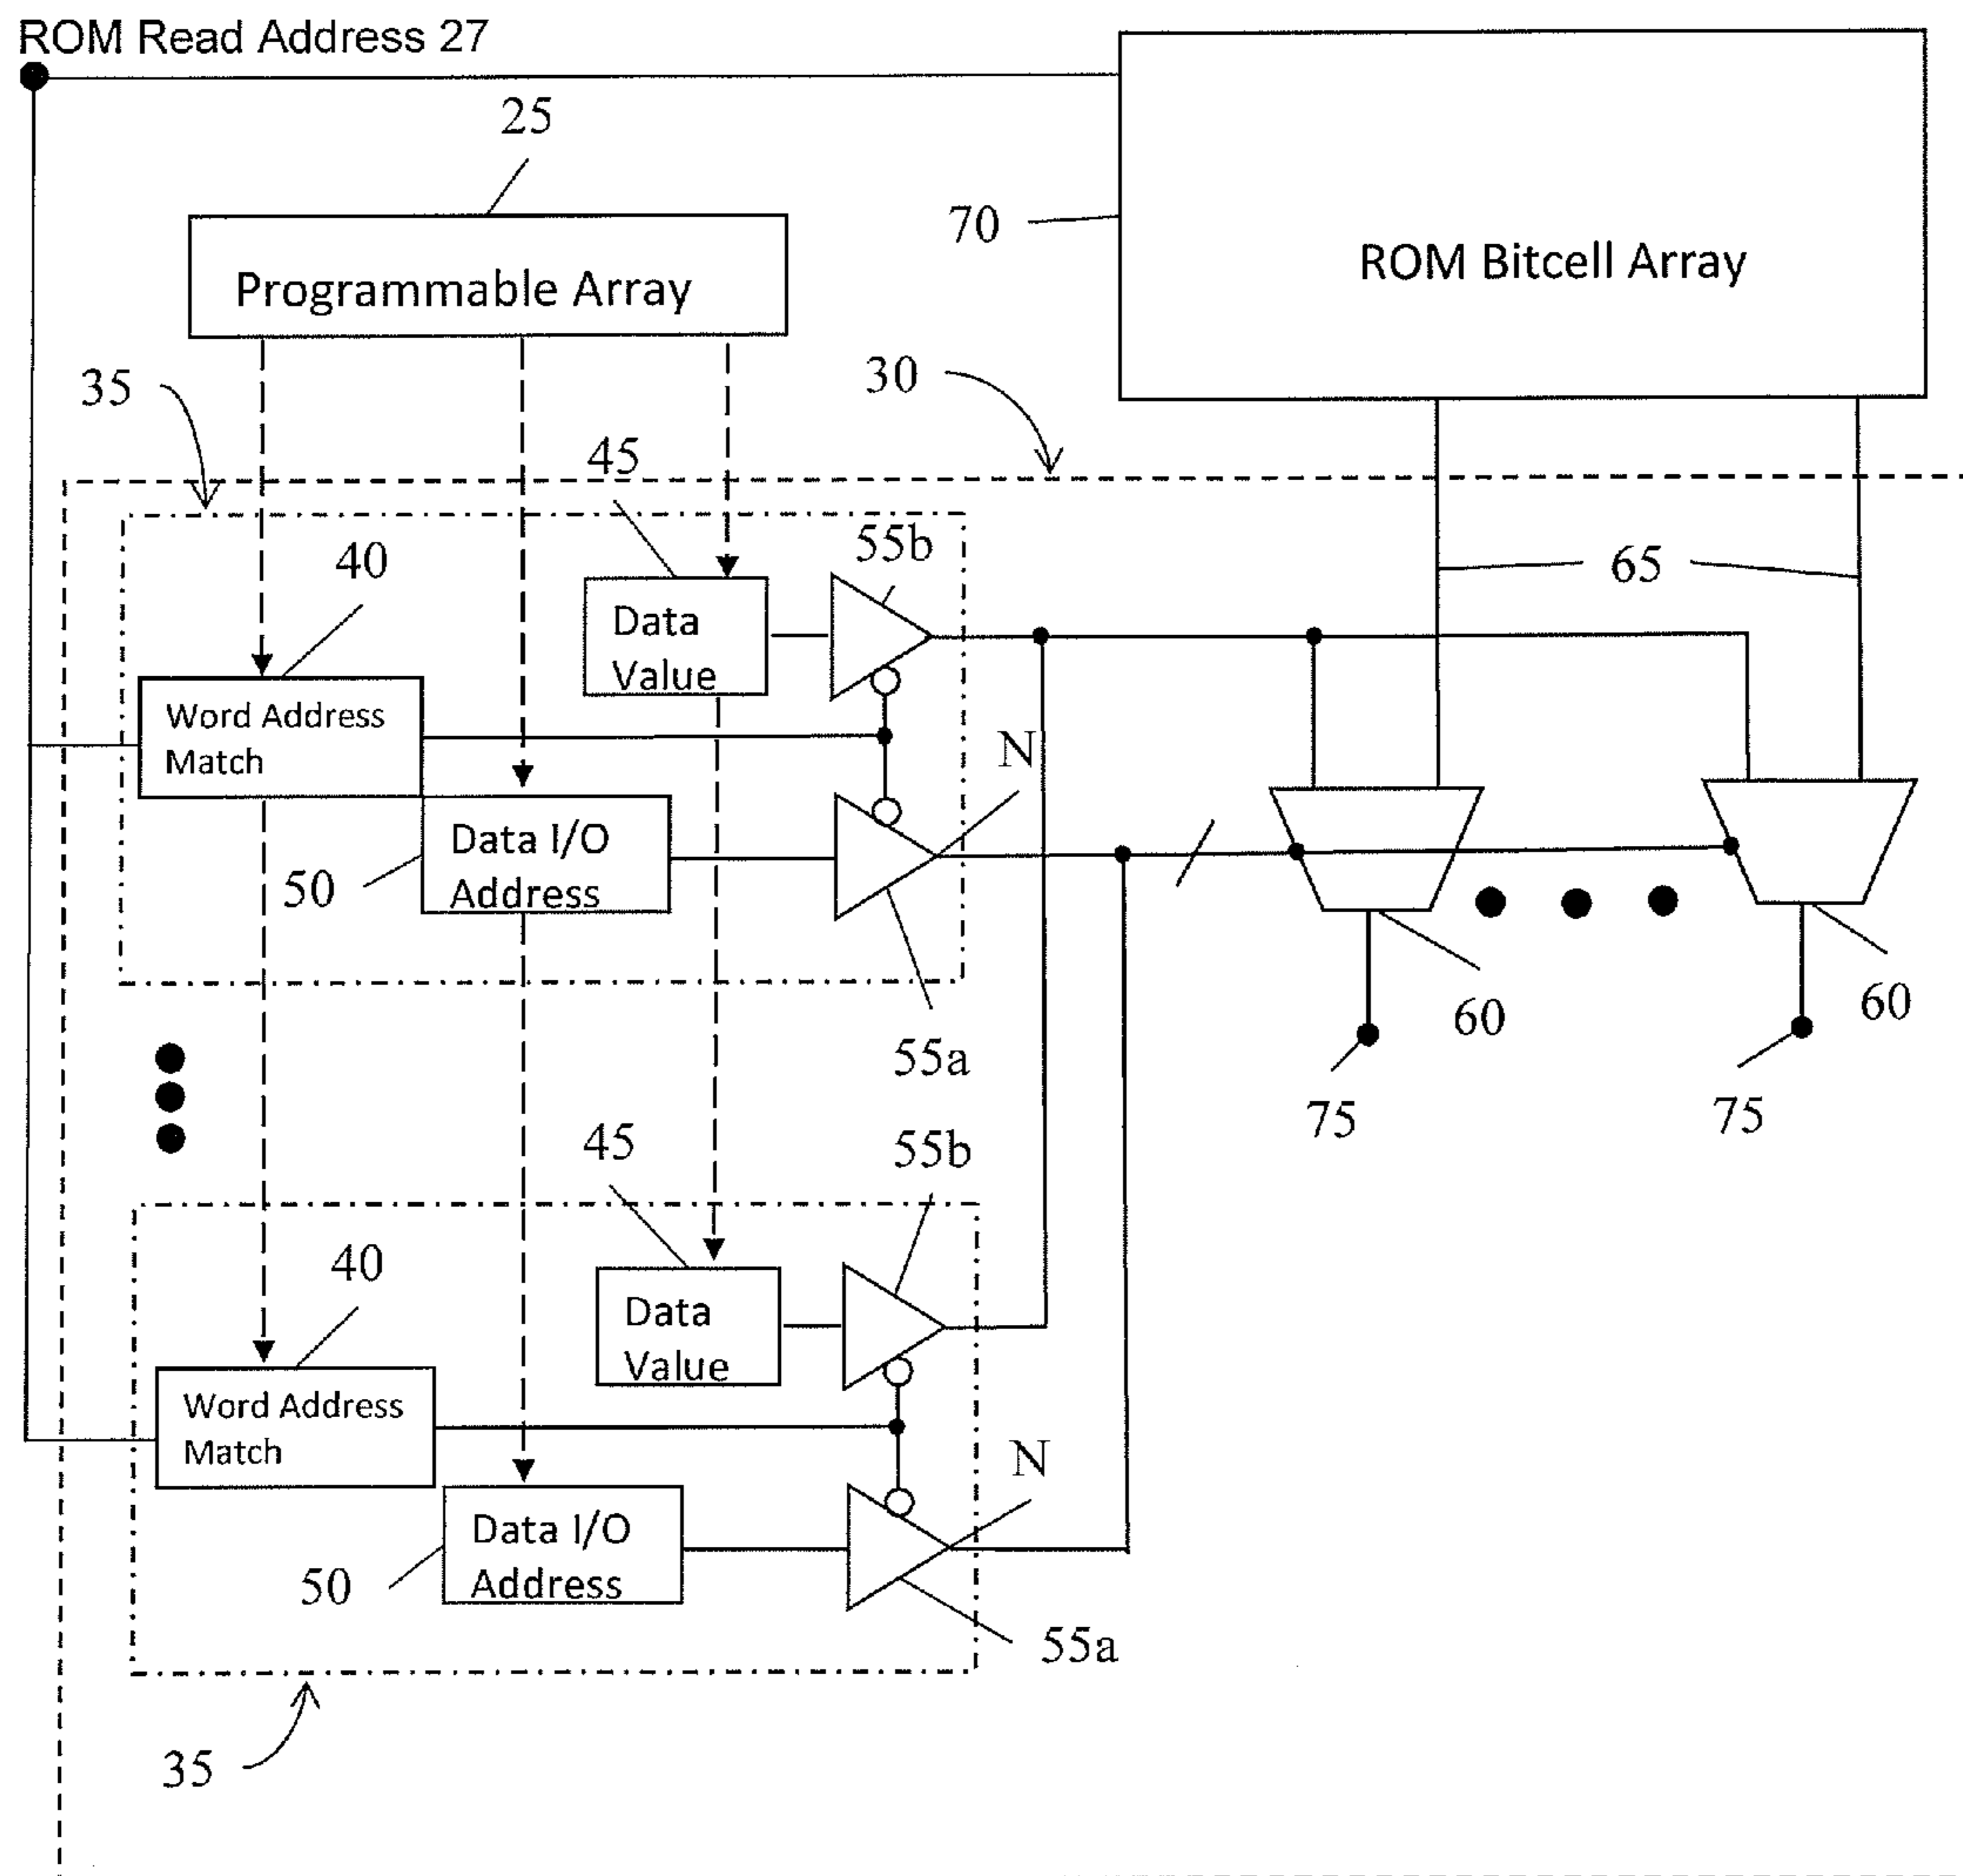 ROM Read Address 27
25
70
ROM Bitcell Array
Programmable Array
35
30
45
55b
40
65
Data
Value
Word Address
Match
N
Data I/O
Address
50
60
60
55a
75
75
45
55b
40
Data
Value
Word Address
Match
N
Data I/O
Address
50
55a
35